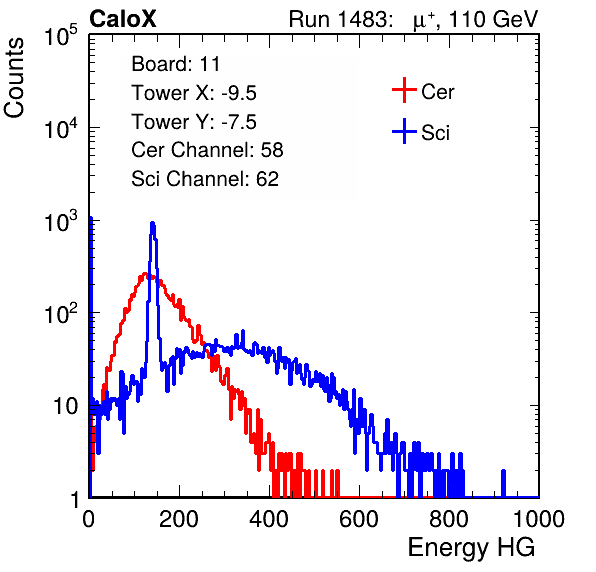 CaloX Run 1483: μ⁺, 110 GeV
Board: 11
Tower X: -9.5
Tower Y: -7.5
Cer Channel: 58
Sci Channel: 62
Cer
Sci
Counts
10⁵
10⁴
10³
10²
10
1
0 200 400 600 800 1000
Energy HG